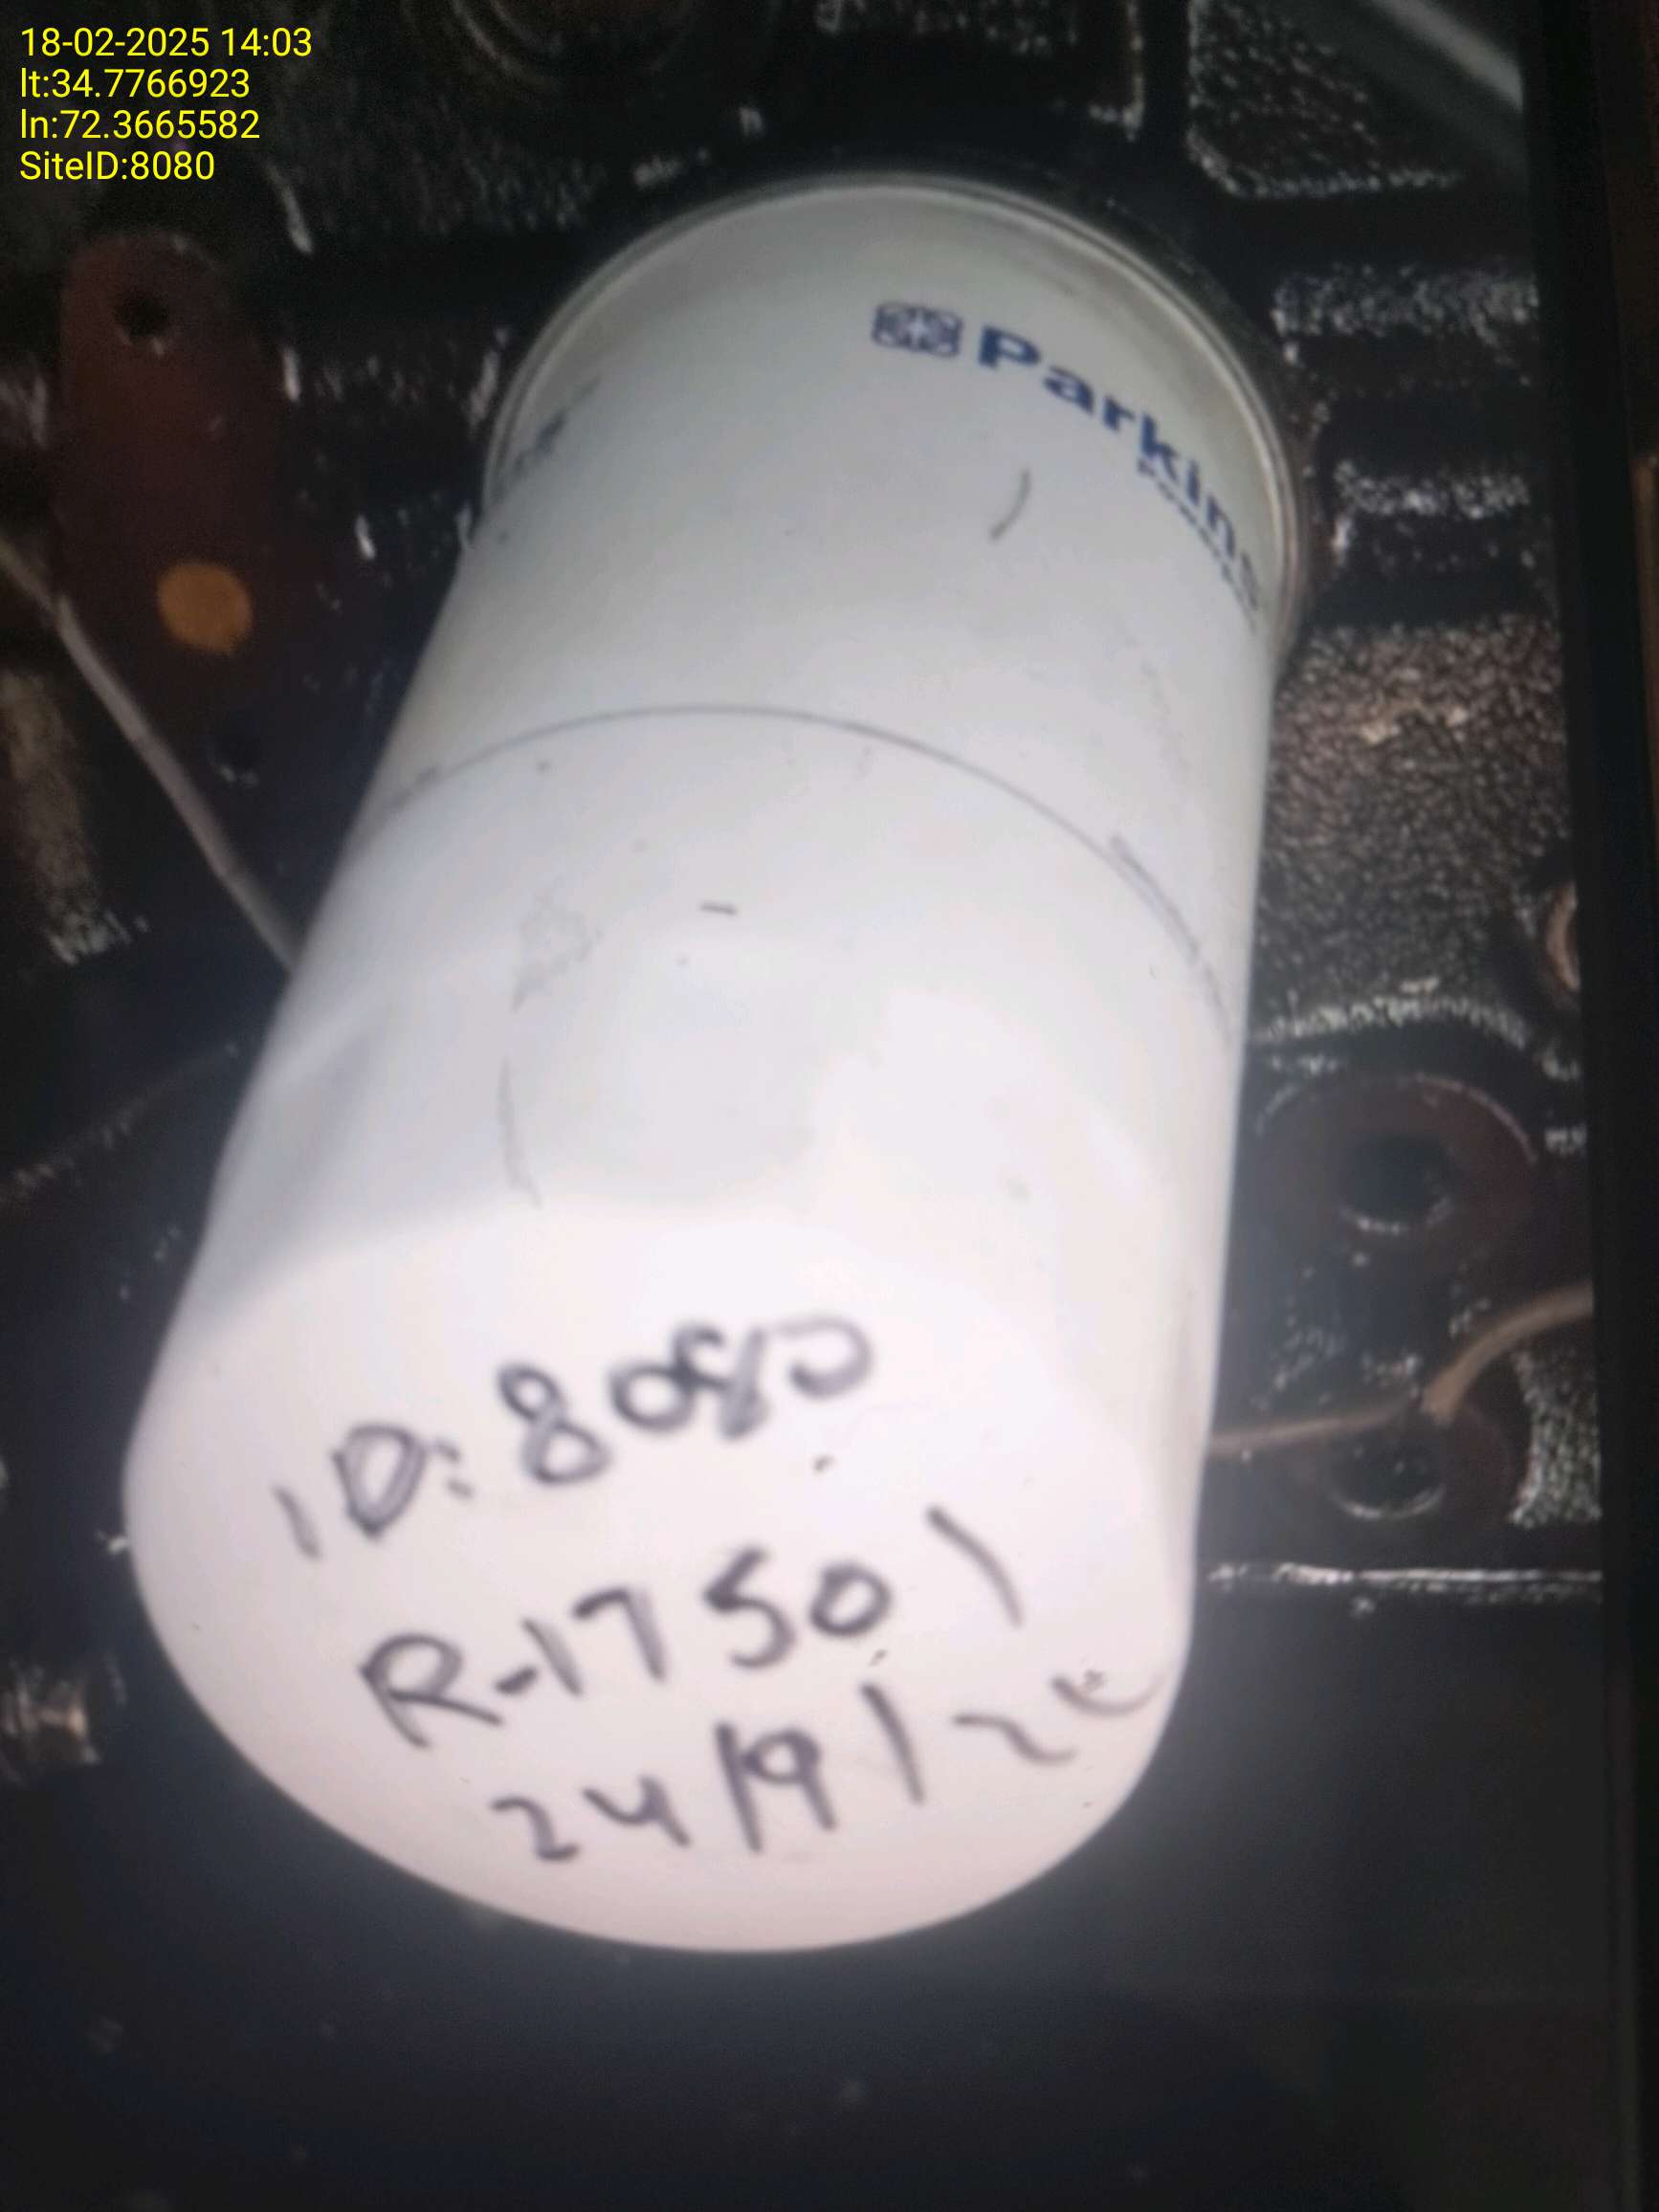 18-02-2025 14:03
lt:34.7766923
ln:72.3665582
SiteID:8080
Parkins
ID:8080
R-17501
24/9/24